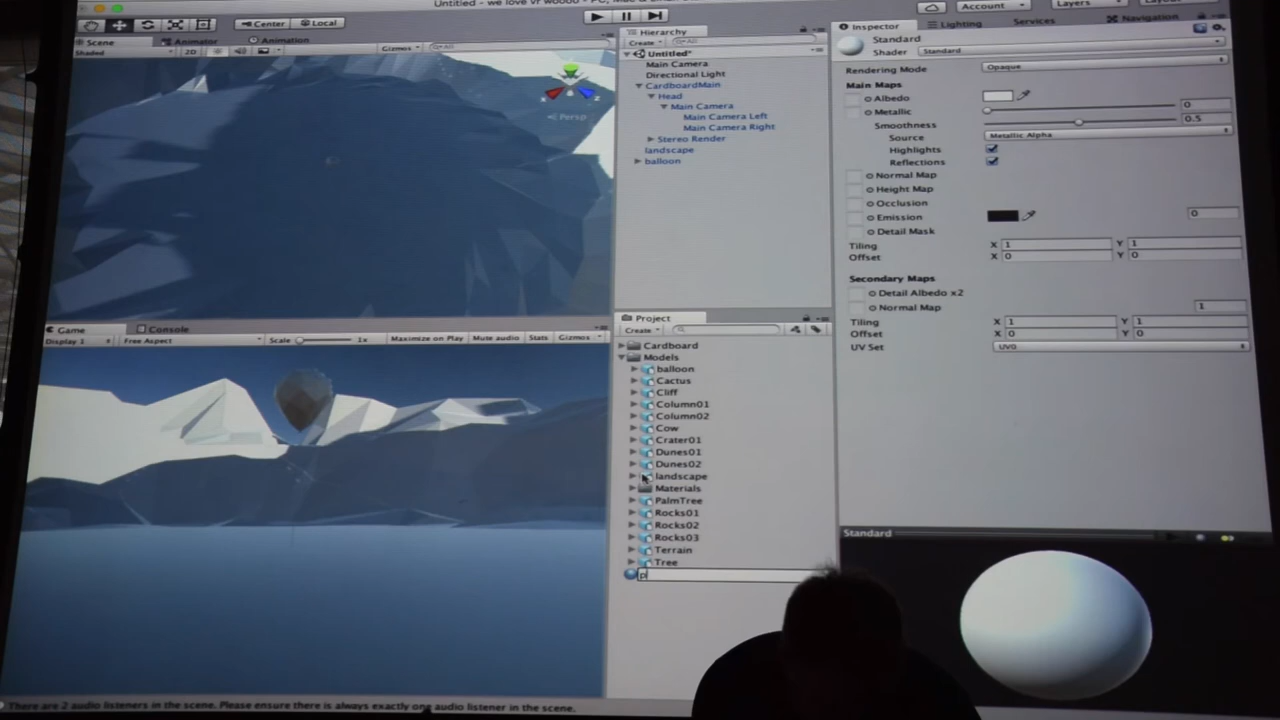 Untitled - we love vr woooo - PC, Mac &
Center
Local
Account
Layers
Scene
Animator
Animation
Shaded
2D
Gizmos
All
Persp
Hierarchy
Create
All
Untitled*
Main Camera
Directional Light
CardboardMain
Head
Main Camera
Main Camera Left
Main Camera Right
Stereo Render
landscape
balloon
Inspector
Lighting
Services
Navigation
Standard
Shader
Standard
Rendering Mode
Opaque
Main Maps
Albedo
Metallic
0
Smoothness
0.5
Source
Metallic Alpha
Highlights
Reflections
Normal Map
Height Map
Occlusion
Emission
0
Detail Mask
Tiling X 1 Y 1
Offset X 0 Y 0
Secondary Maps
Detail Albedo x2
Normal Map
1
Tiling X 1 Y 1
Offset X 0 Y 0
UV Set
UV0
Game
Console
Display 1
Free Aspect
Scale
1x
Maximize on Play
Mute audio
Stats
Gizmos
Project
Create
Cardboard
Models
balloon
Cactus
Cliff
Column01
Column02
Cow
Crater01
Dunes01
Dunes02
landscape
Materials
PalmTree
Rocks01
Rocks02
Rocks03
Terrain
Tree
p
Standard
There are 2 audio listeners in the scene. Please ensure there is always exactly one audio listener in the scene.